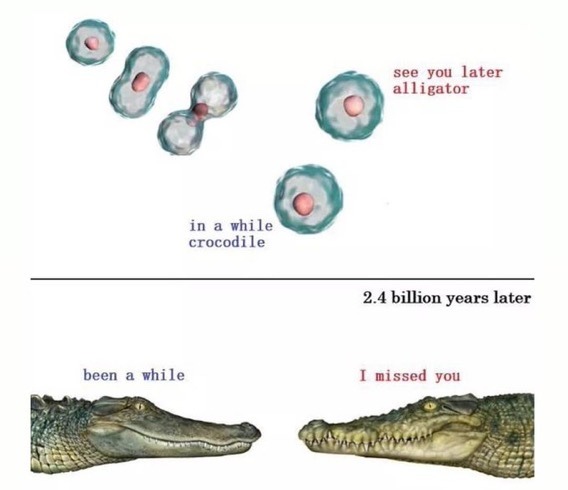 see you later
alligator
in a while
crocodile
2.4 billion years later
been a while
I missed you